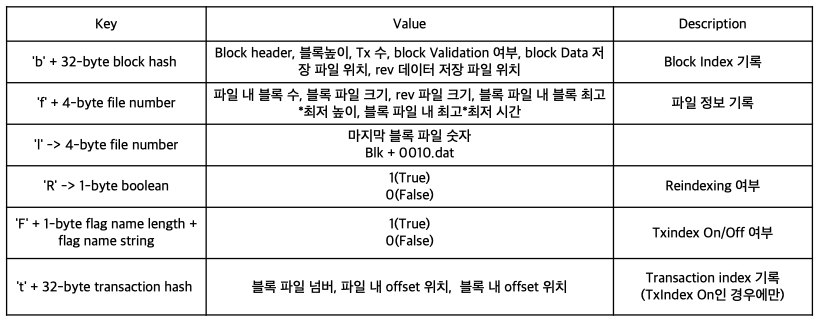 Key Value Description
'b' + 32-byte block hash
Block header, 블록높이, Tx 수, block Validation 여부, block Data 저
장 파일 위치, rev 데이터 저장 파일 위치
Block Index 기록
'f' + 4-byte file number
파일 내 블록 수, 블록 파일 크기, rev 파일 크기, 블록 파일 내 블록 최고
*최저 높이, 블록 파일 내 최고*최저 시간
파일 정보 기록
'l' -> 4-byte file number
마지막 블록 파일 숫자
Blk + 0010.dat
'R' -> 1-byte boolean
1(True)
0(False)
Reindexing 여부
'F' + 1-byte flag name length +
flag name string
1(True)
0(False)
Txindex On/Off 여부
't' + 32-byte transaction hash
블록 파일 넘버, 파일 내 offset 위치, 블록 내 offset 위치
Transaction index 기록
(TxIndex On인 경우에만)